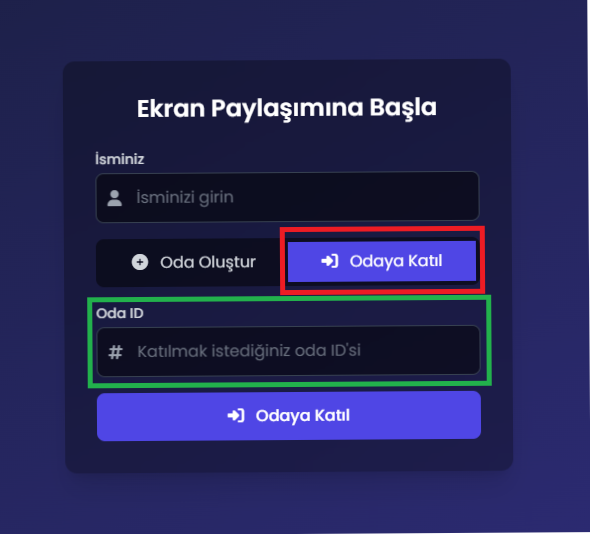 Ekran Paylaşımına Başla
İsminiz
İsminizi girin
Oda Oluştur
Odaya Katıl
Oda ID
# Katılmak istediğiniz oda ID'si
Odaya Katıl